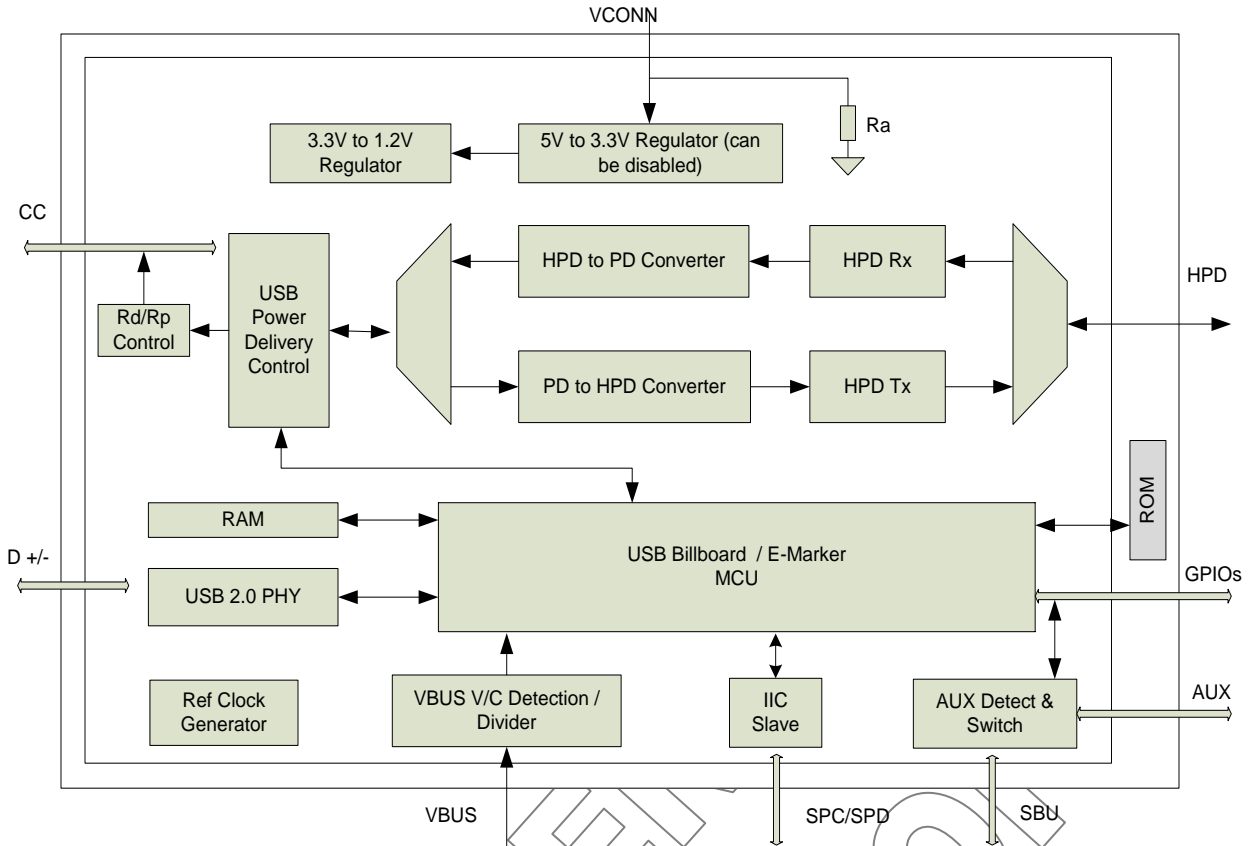 VCONN
3.3V to 1.2V
Regulator
5V to 3.3V Regulator (can
be disabled)
Ra
CC
USB
Power
Delivery
Control
Rd/Rp
Control
HPD to PD Converter
HPD Rx
HPD
PD to HPD Converter
HPD Tx
ROM
RAM
D +/-
USB 2.0 PHY
USB Billboard / E-Marker
MCU
GPIOs
Ref Clock
Generator
VBUS V/C Detection /
Divider
IIC
Slave
AUX Detect &
Switch
AUX
VBUS
SPC/SPD
SBU